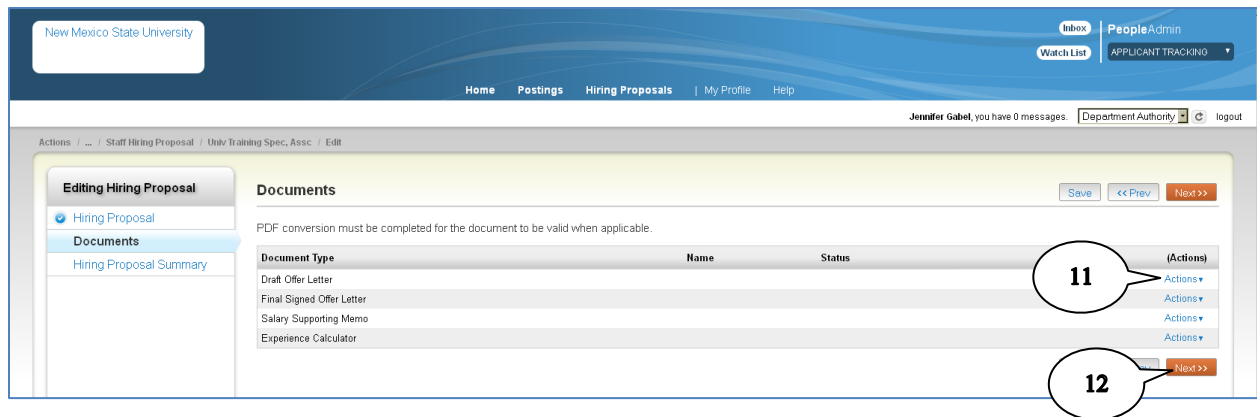 New Mexico State University
Inbox PeopleAdmin
Watch List APPLICANT TRACKING
Home Postings Hiring Proposals | My Profile Help
Jennifer Gabel, you have 0 messages. Department Authority logout
Actions / ... / Staff Hiring Proposal / Univ Training Spec, Assc / Edit
Editing Hiring Proposal
Hiring Proposal
Documents
Hiring Proposal Summary
Documents
Save << Prev Next >>
PDF conversion must be completed for the document to be valid when applicable.
Document Type Name Status (Actions)
Draft Offer Letter Actions
Final Signed Offer Letter Actions
Salary Supporting Memo Actions
Experience Calculator Actions
11
Next >>
12